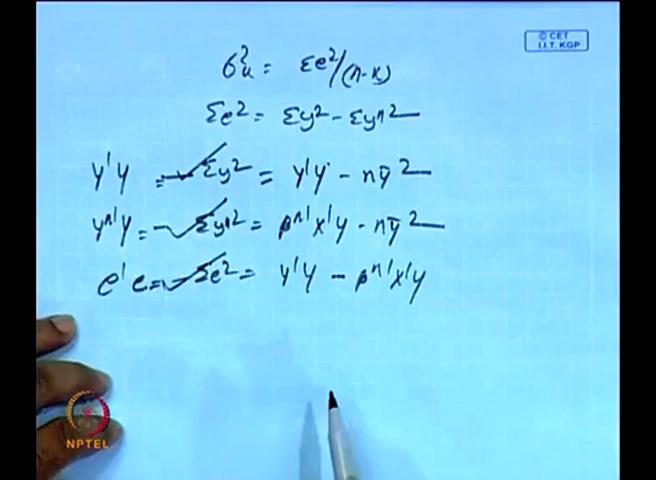 © CET
I.I.T. KGP
σ²u = Σe²/(n-k)
Σe² = Σy² - Σy^²
Y'Y = Σy² = Y'Y - nȳ²
Y^'Y = Σy^² = β^'X'Y - nȳ²
e'e = Σe² = Y'Y - β^'X'Y
NPTEL